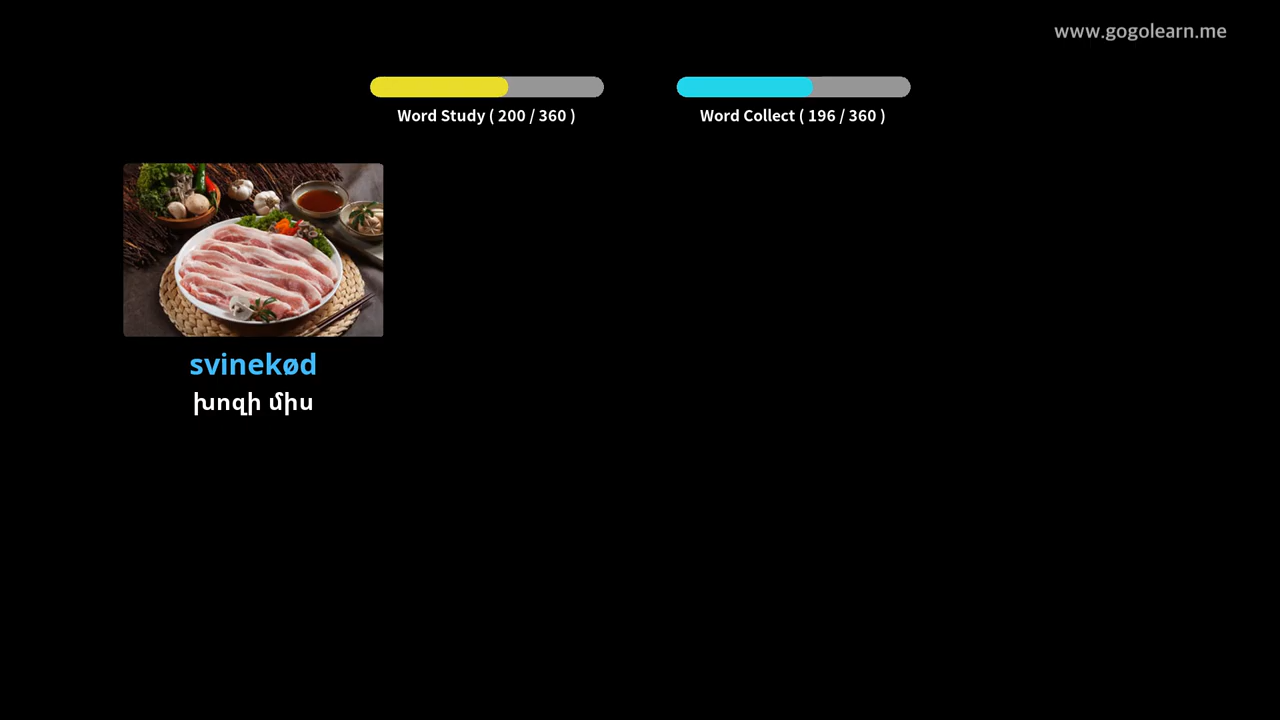 www.gogolearn.me
Word Study ( 200 / 360 )
Word Collect ( 196 / 360 )
svinekød
խոզի միս